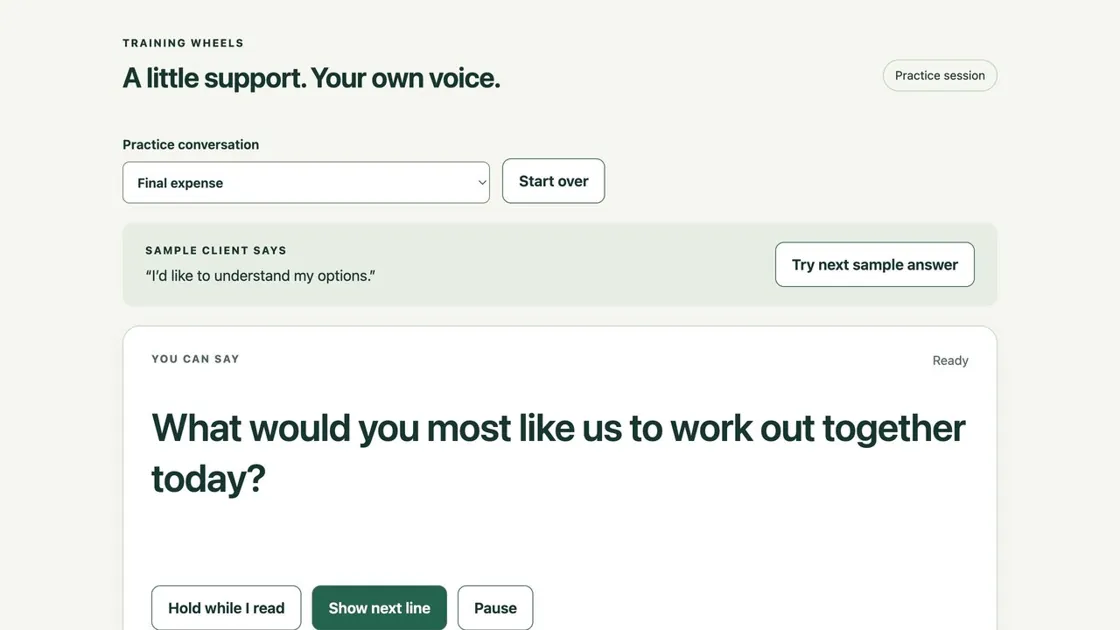 TRAINING WHEELS
A little support. Your own voice.
Practice session
Practice conversation
Final expense
Start over
SAMPLE CLIENT SAYS
“I’d like to understand my options.”
Try next sample answer
YOU CAN SAY
Ready
What would you most like us to work out together
today?
Hold while I read
Show next line
Pause